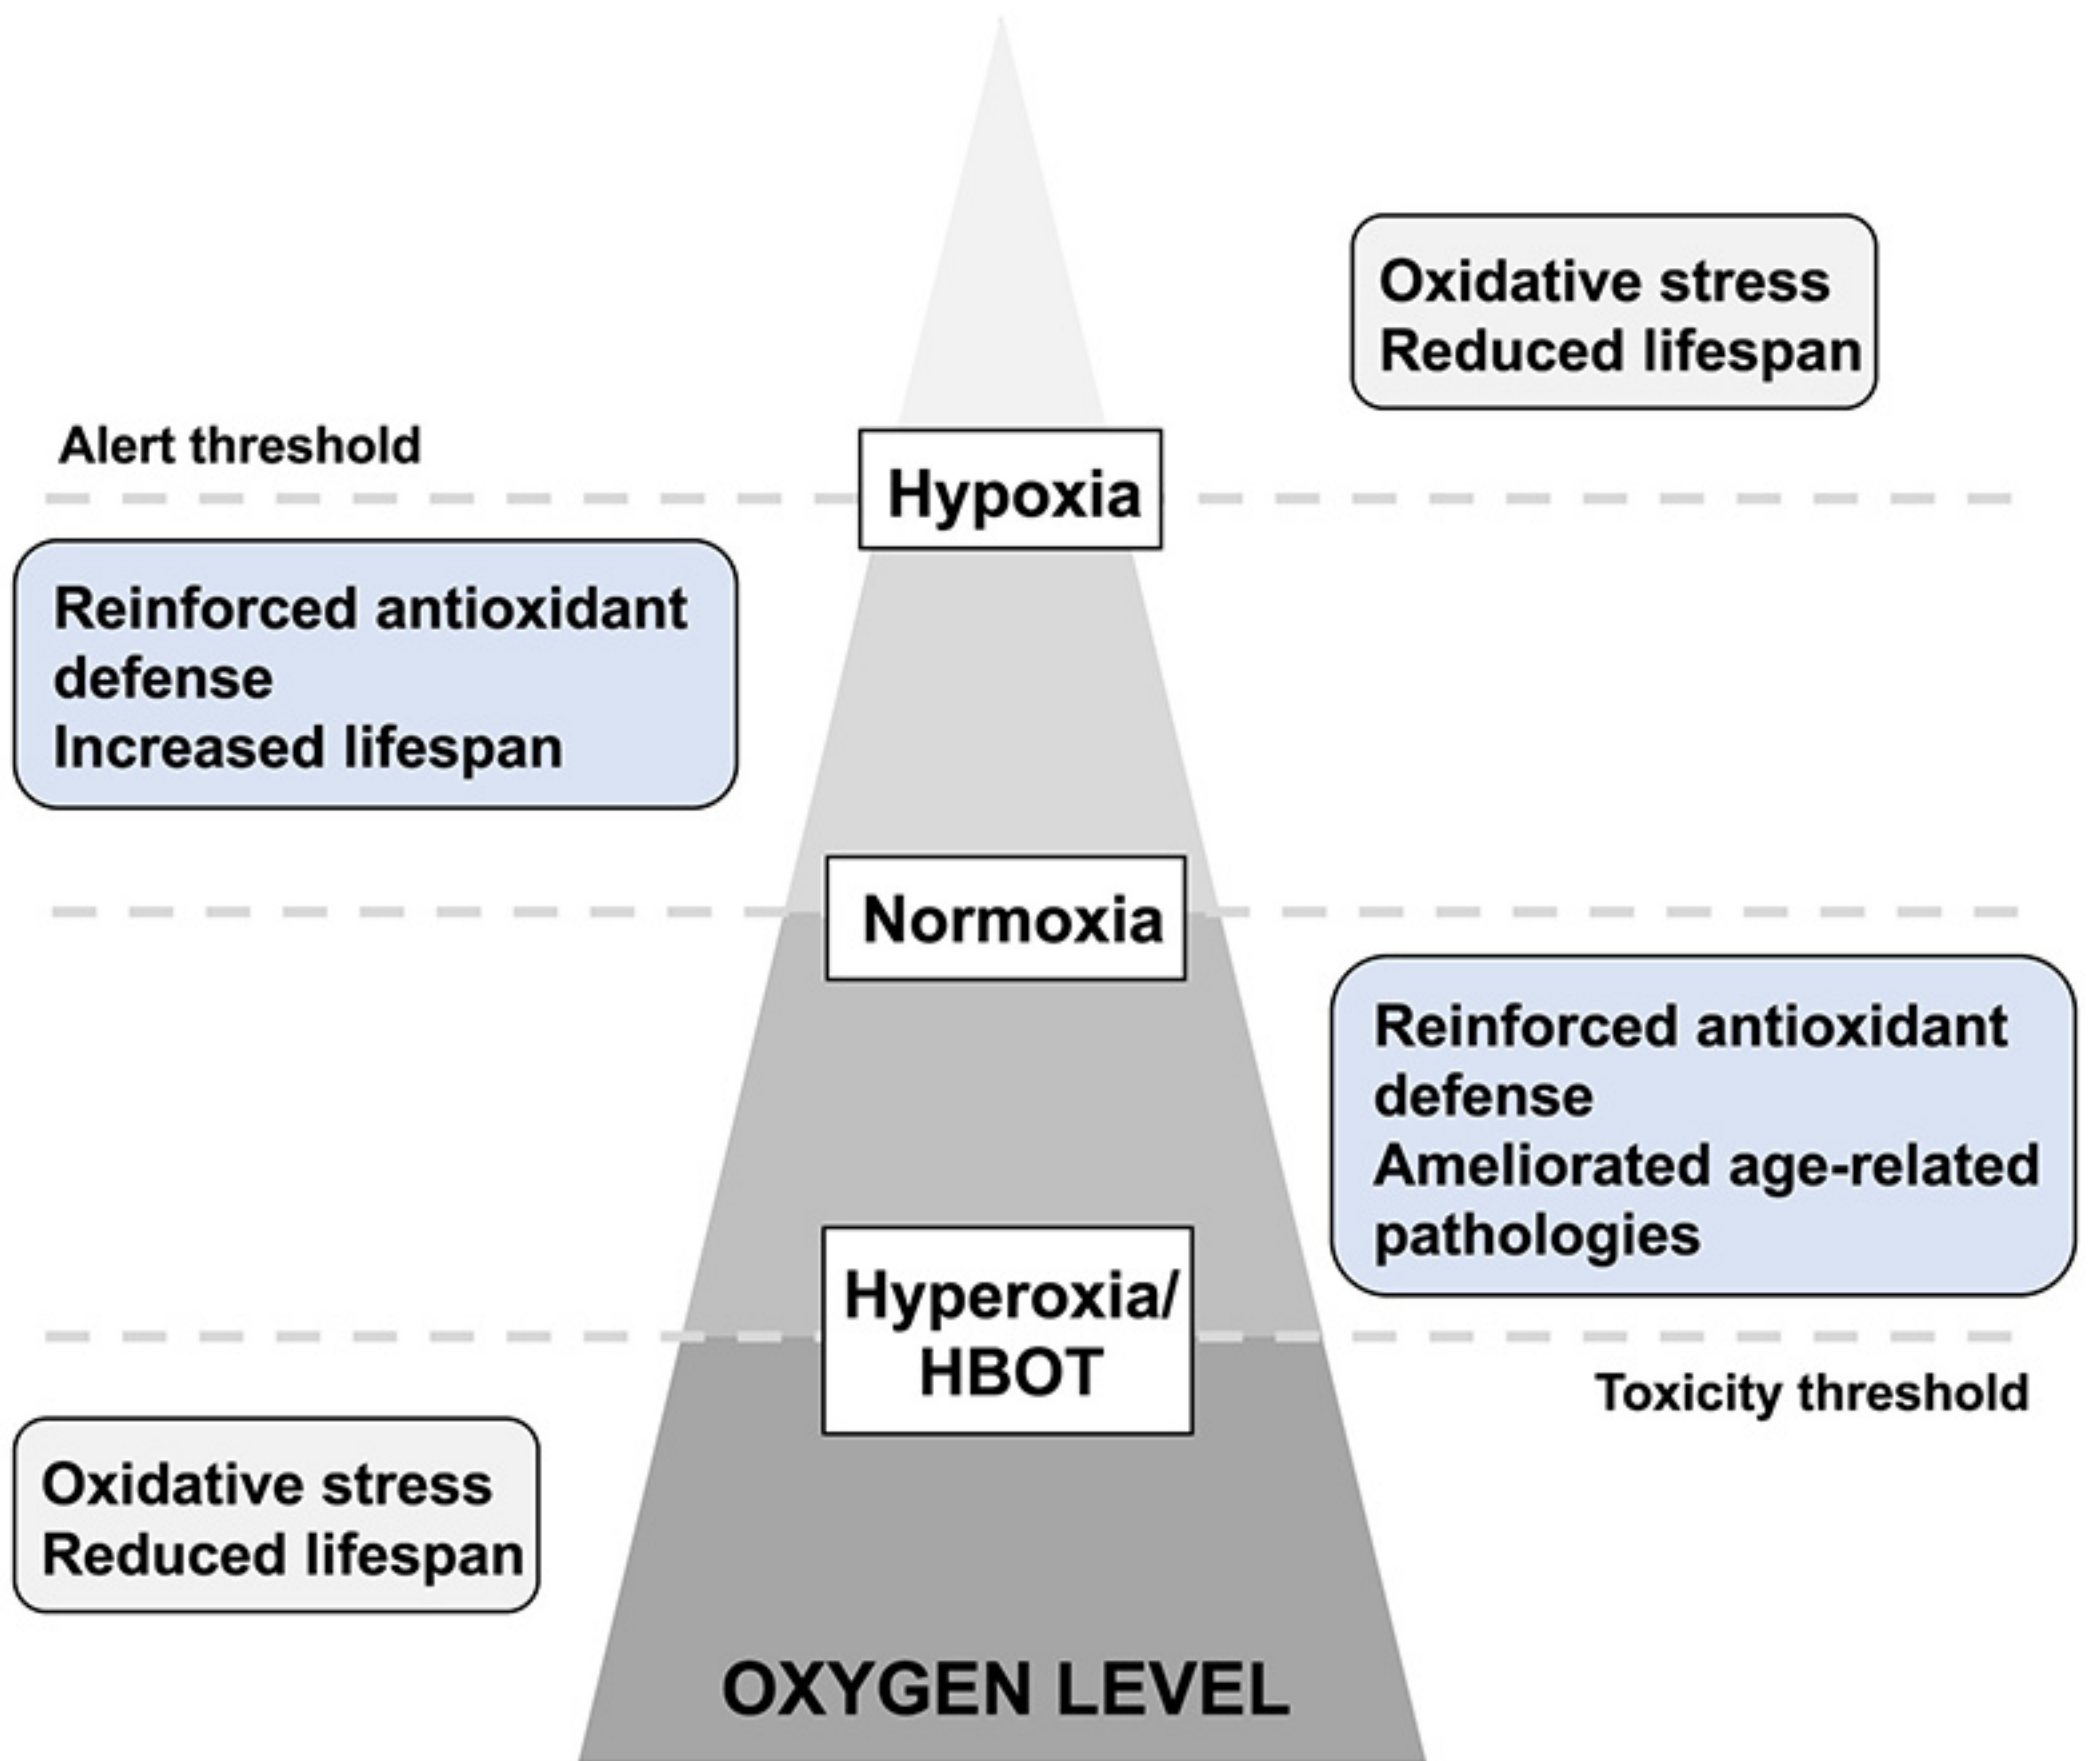 Oxidative stress
Reduced lifespan
Alert threshold
Hypoxia
Reinforced antioxidant
defense
Increased lifespan
Normoxia
Reinforced antioxidant
defense
Ameliorated age-related
pathologies
Hyperoxia/
HBOT
Toxicity threshold
Oxidative stress
Reduced lifespan
OXYGEN LEVEL